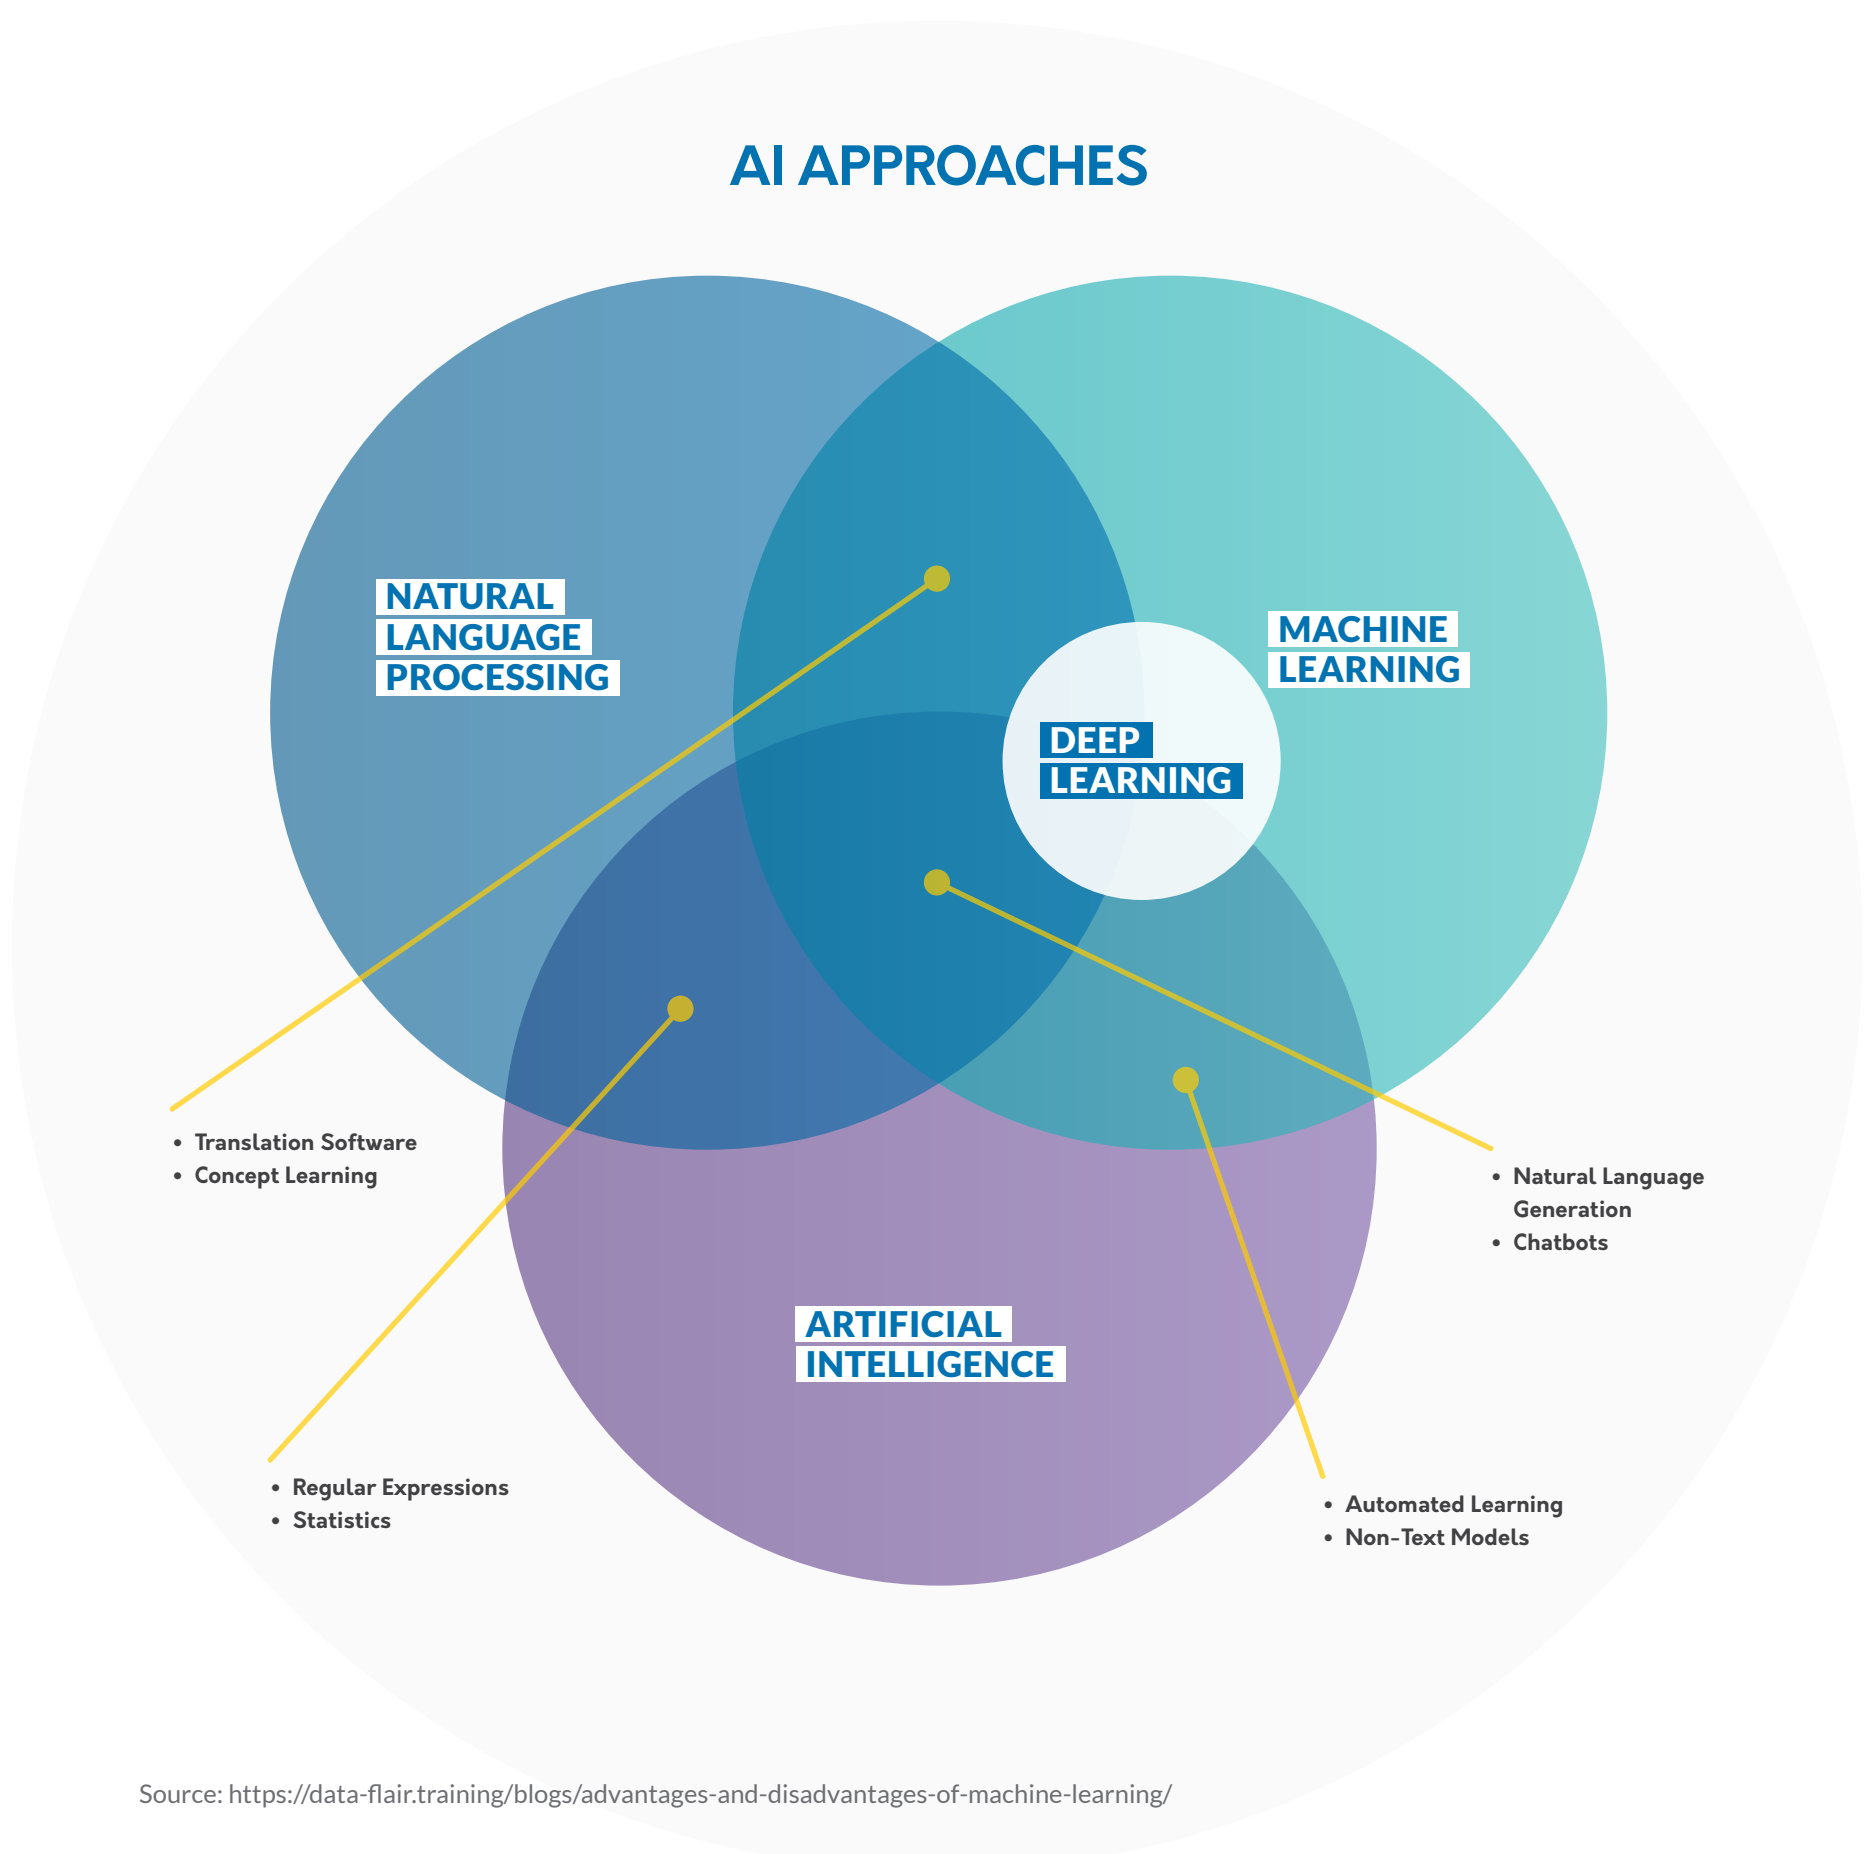 AI APPROACHES
NATURAL
LANGUAGE
PROCESSING
MACHINE
LEARNING
DEEP
LEARNING
• Translation Software
• Concept Learning
• Natural Language
Generation
• Chatbots
ARTIFICIAL
INTELLIGENCE
• Regular Expressions
• Statistics
• Automated Learning
• Non-Text Models
Source: https://data-flair.training/blogs/advantages-and-disadvantages-of-machine-learning/